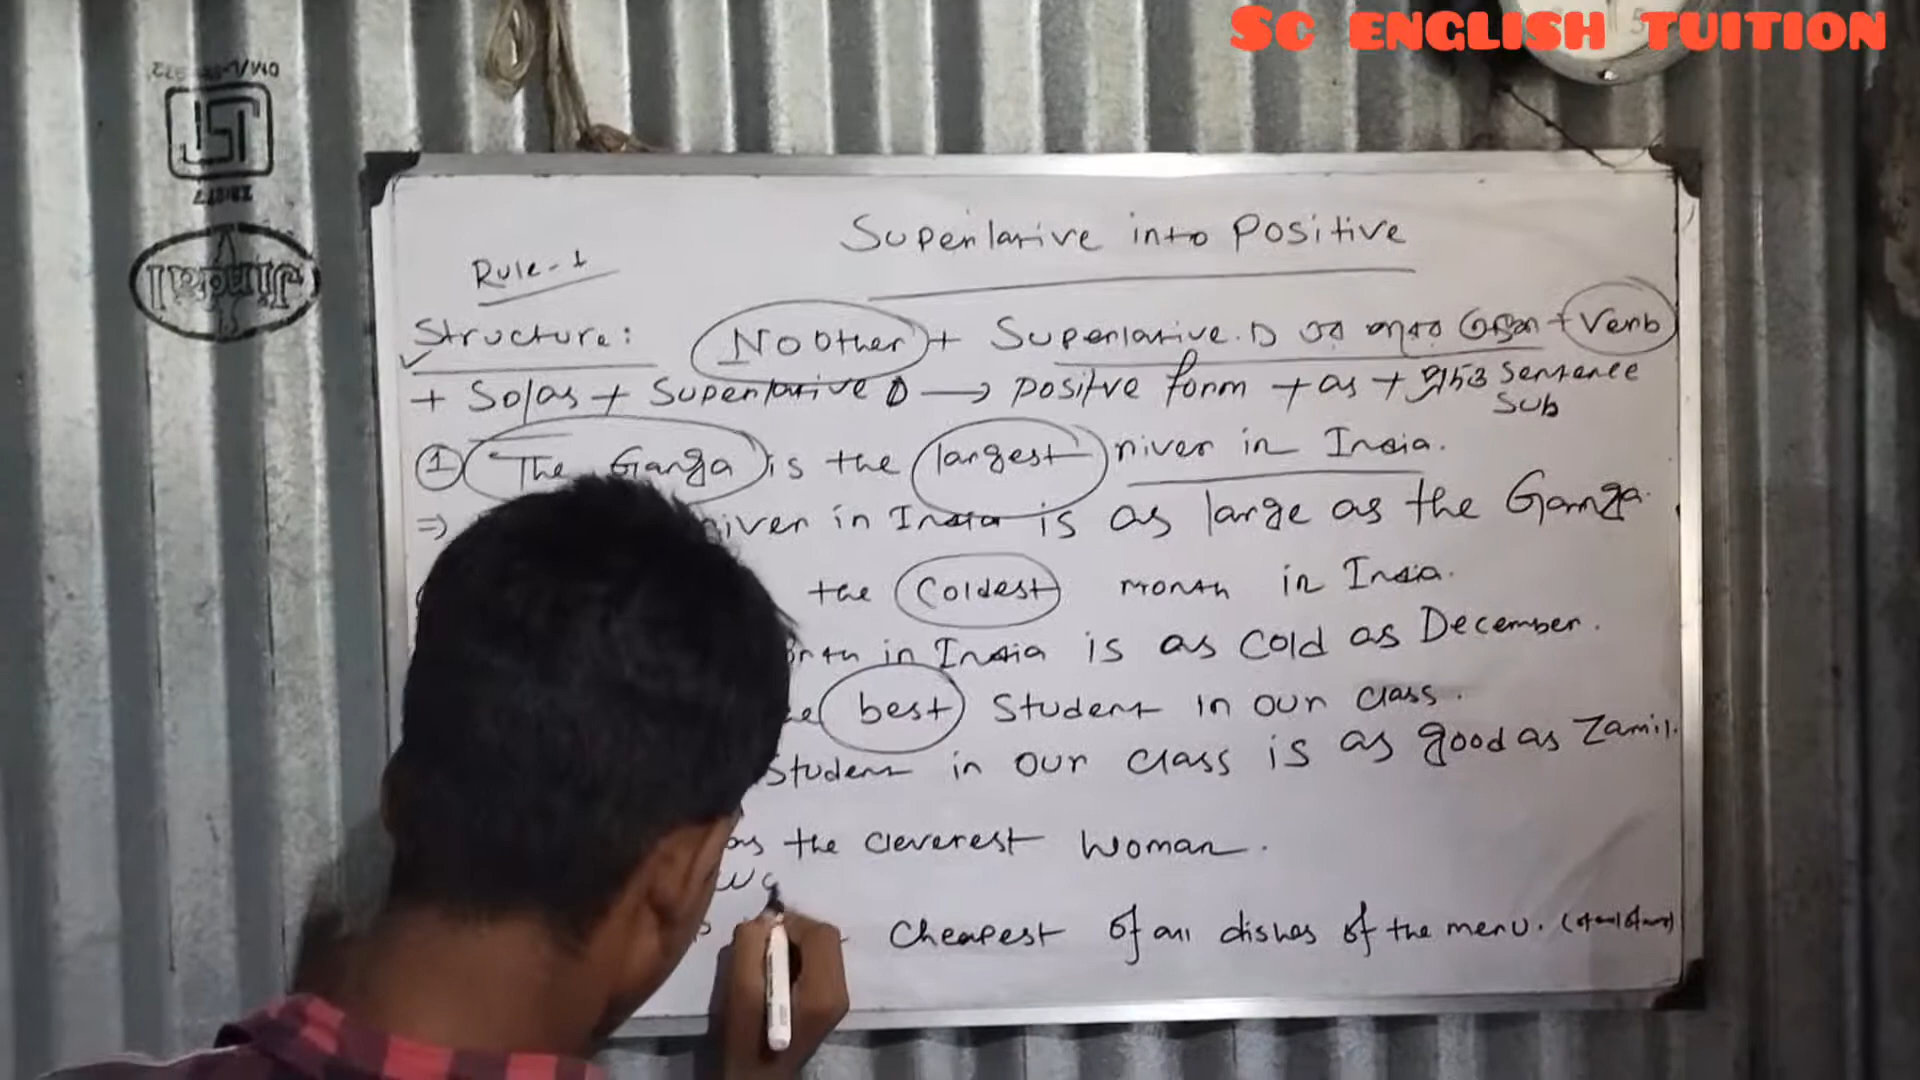 SC ENGLISH TUITION
Superlative into Positive
Rule-1
Structure: No other + Superlative + Verb
+ So/as + Superlative → positve form + as + Sentence
Sub
① The Ganga is the largest river in India.
⇒ river in India is as large as the Ganga.
the coldest month in India.
in India is as cold as December.
best Student in our class.
Student in our class is as good as Zamil.
the cleverest woman.
cheapest of all dishes of the menu.
Jindal